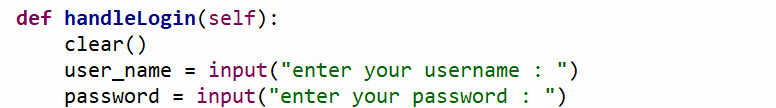 def handleLogin(self):
    clear()
    user_name = input("enter your username : ")
    password = input("enter your password : ")